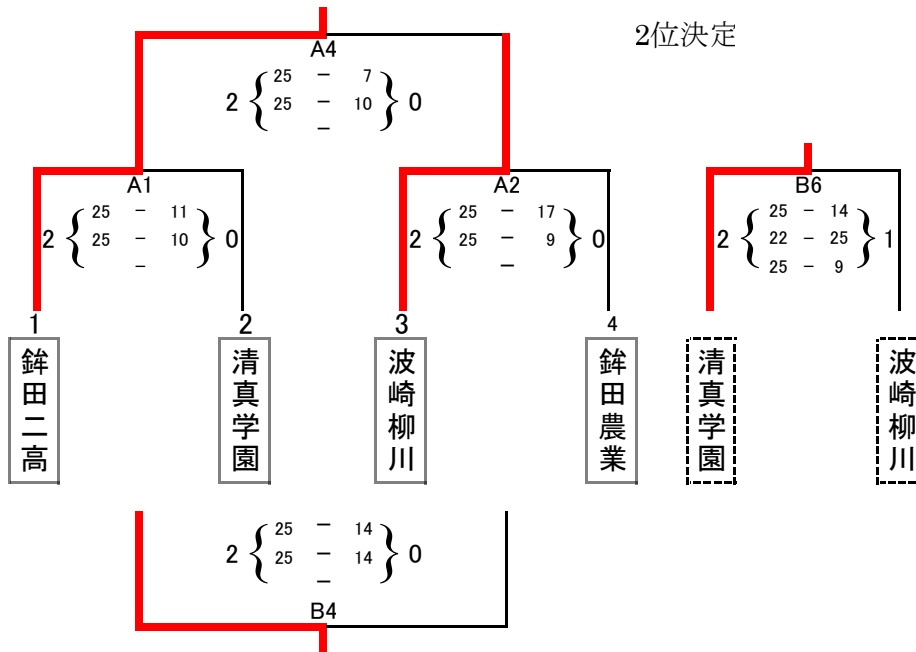 2位決定
A4
2 { 25 − 7 } 0
25 − 10
−
A1
2 { 25 − 11 } 0
25 − 10
−
A2
2 { 25 − 17 } 0
25 − 9
−
B6
2 { 25 − 14 } 1
22 − 25
25 − 9
1
鉾田二高
2
清真学園
3
波崎柳川
4
鉾田農業
清真学園
波崎柳川
2 { 25 − 14 } 0
25 − 14
−
B4